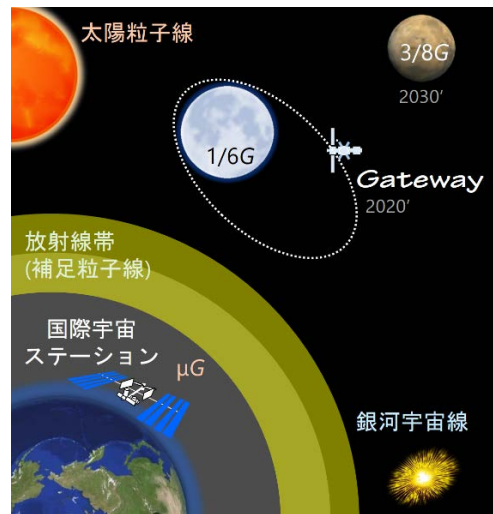 太陽粒子線
3/8G
2030'
1/6G
Gateway
2020'
放射線帯
(補足粒子線)
国際宇宙
ステーション
μG
銀河宇宙線